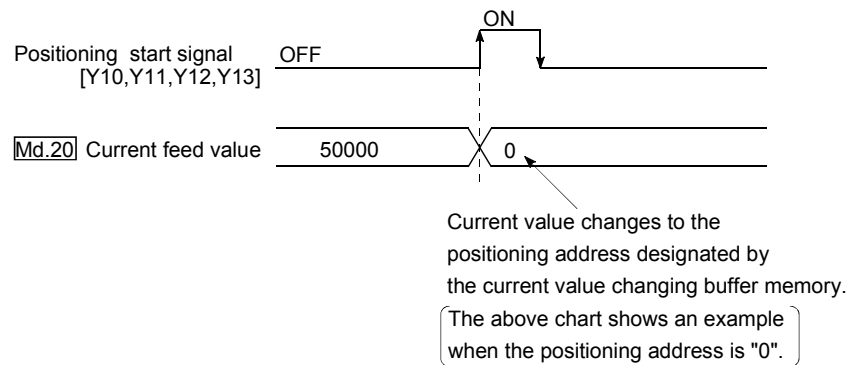 ON
Positioning start signal OFF
[Y10,Y11,Y12,Y13]
Md.20 Current feed value 50000 0
Current value changes to the
positioning address designated by
the current value changing buffer memory.
The above chart shows an example
when the positioning address is "0".